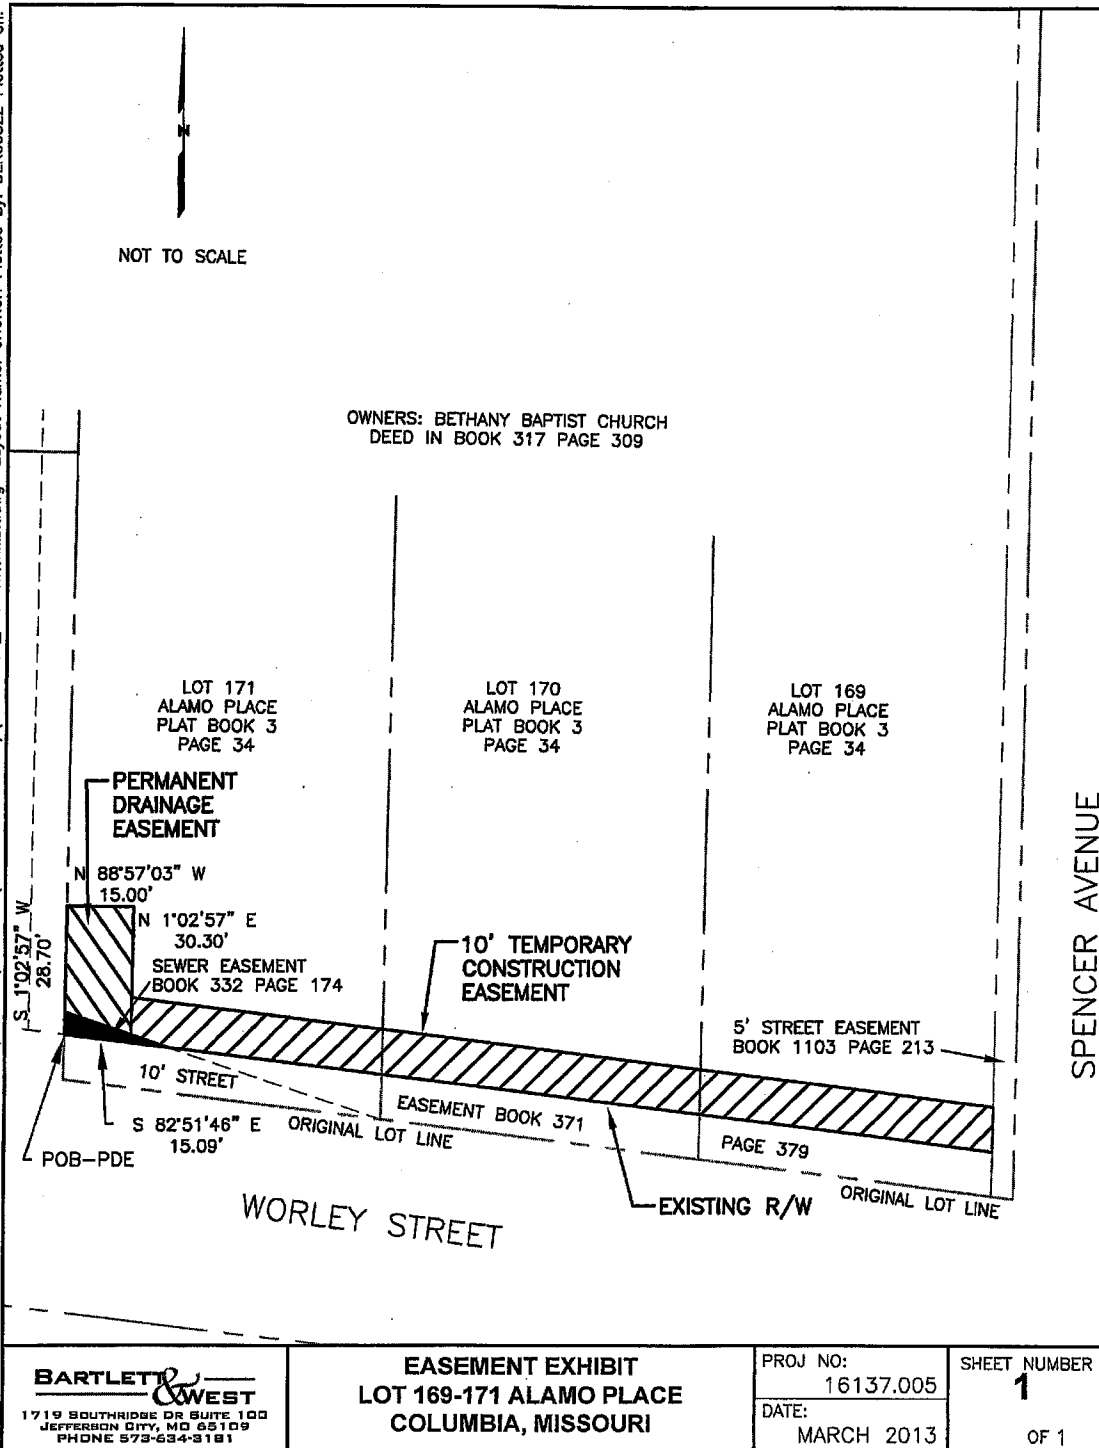 N
NOT TO SCALE
OWNERS: BETHANY BAPTIST CHURCH
DEED IN BOOK 317 PAGE 309
LOT 171
ALAMO PLACE
PLAT BOOK 3
PAGE 34
LOT 170
ALAMO PLACE
PLAT BOOK 3
PAGE 34
LOT 169
ALAMO PLACE
PLAT BOOK 3
PAGE 34
PERMANENT
DRAINAGE
EASEMENT
N 88°57'03" W
15.00'
N 1°02'57" E
30.30'
S 1°02'57" W
28.70'
SEWER EASEMENT
BOOK 332 PAGE 174
10' TEMPORARY
CONSTRUCTION
EASEMENT
5' STREET EASEMENT
BOOK 1103 PAGE 213
SPENCER AVENUE
10' STREET
EASEMENT BOOK 371
PAGE 379
S 82°51'46" E
15.09'
ORIGINAL LOT LINE
POB-PDE
EXISTING R/W
ORIGINAL LOT LINE
WORLEY STREET
BARTLETT
&WEST
1719 SOUTHRIDGE DR SUITE 100
JEFFERSON CITY, MO 65109
PHONE 573-634-3181
EASEMENT EXHIBIT
LOT 169-171 ALAMO PLACE
COLUMBIA, MISSOURI
PROJ NO:
16137.005
DATE:
MARCH 2013
SHEET NUMBER
1
OF 1